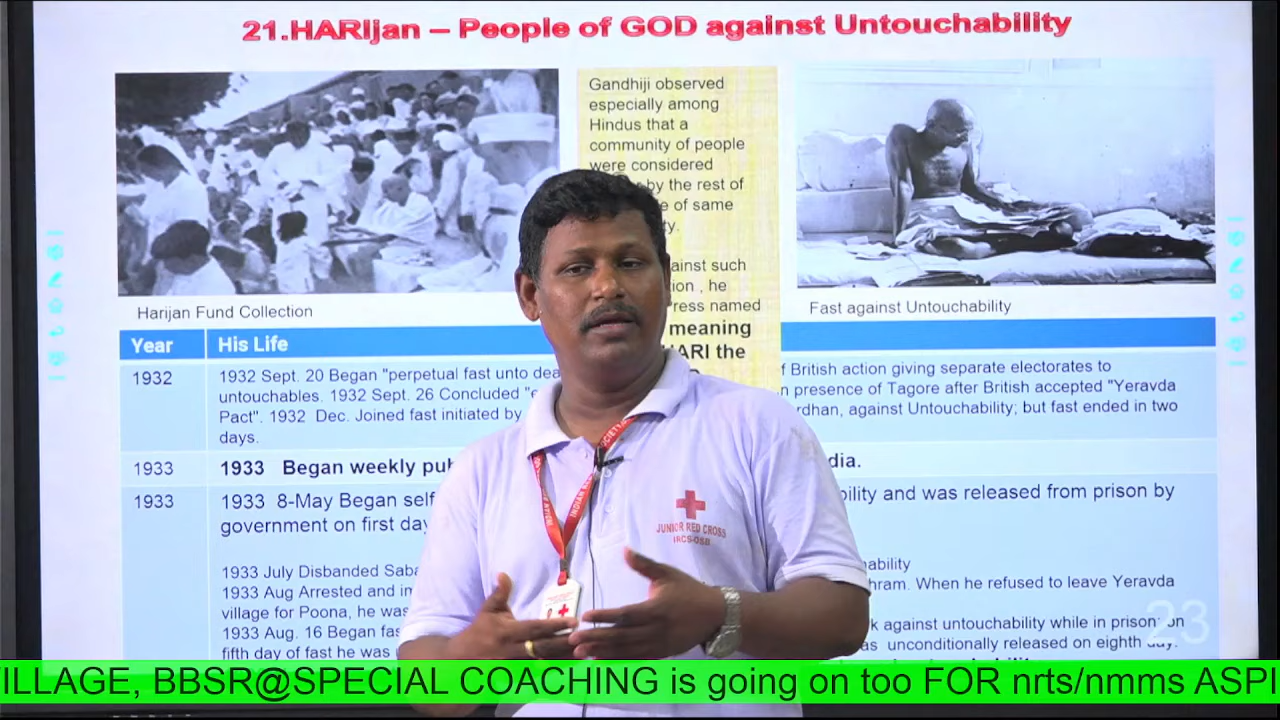 21.HARIjan – People of GOD against Untouchability
Gandhiji observed
especially among
Hindus that a
community of people
were considered
by the rest of
e of same
y.
ainst such
ion , he
ress named
meaning
HARI the
Harijan Fund Collection
Fast against Untouchability
Year His Life
1932 1932 Sept. 20 Began "perpetual fast unto dea f British action giving separate electorates to
untouchables. 1932 Sept. 26 Concluded "e n presence of Tagore after British accepted "Yeravda
Pact". 1932 Dec. Joined fast initiated by rdhan, against Untouchability; but fast ended in two
days.
1933 1933 Began weekly pub dia.
1933 1933 8-May Began self bility and was released from prison by
government on first day
1933 July Disbanded Saba ability
1933 Aug Arrested and im hram. When he refused to leave Yeravda
village for Poona, he was
1933 Aug. 16 Began fas k against untouchability while in prison: on
fifth day of fast he was as unconditionally released on eighth day.
23
JUNIOR RED CROSS
IRCS-OSB
VILLAGE, BBSR@SPECIAL COACHING is going on too FOR nrts/nmms ASPI